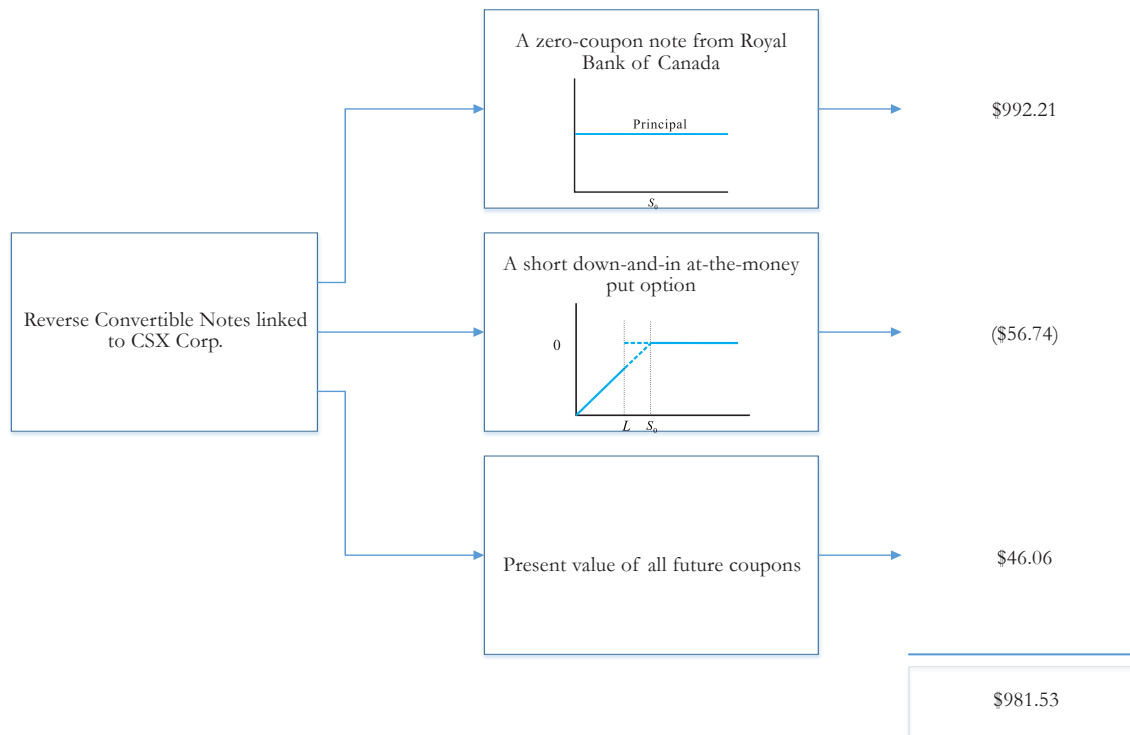 A zero-coupon note from Royal
Bank of Canada
Principal
S₀
$992.21
Reverse Convertible Notes linked
to CSX Corp.
A short down-and-in at-the-money
put option
0
L S₀
($56.74)
Present value of all future coupons
$46.06
$981.53